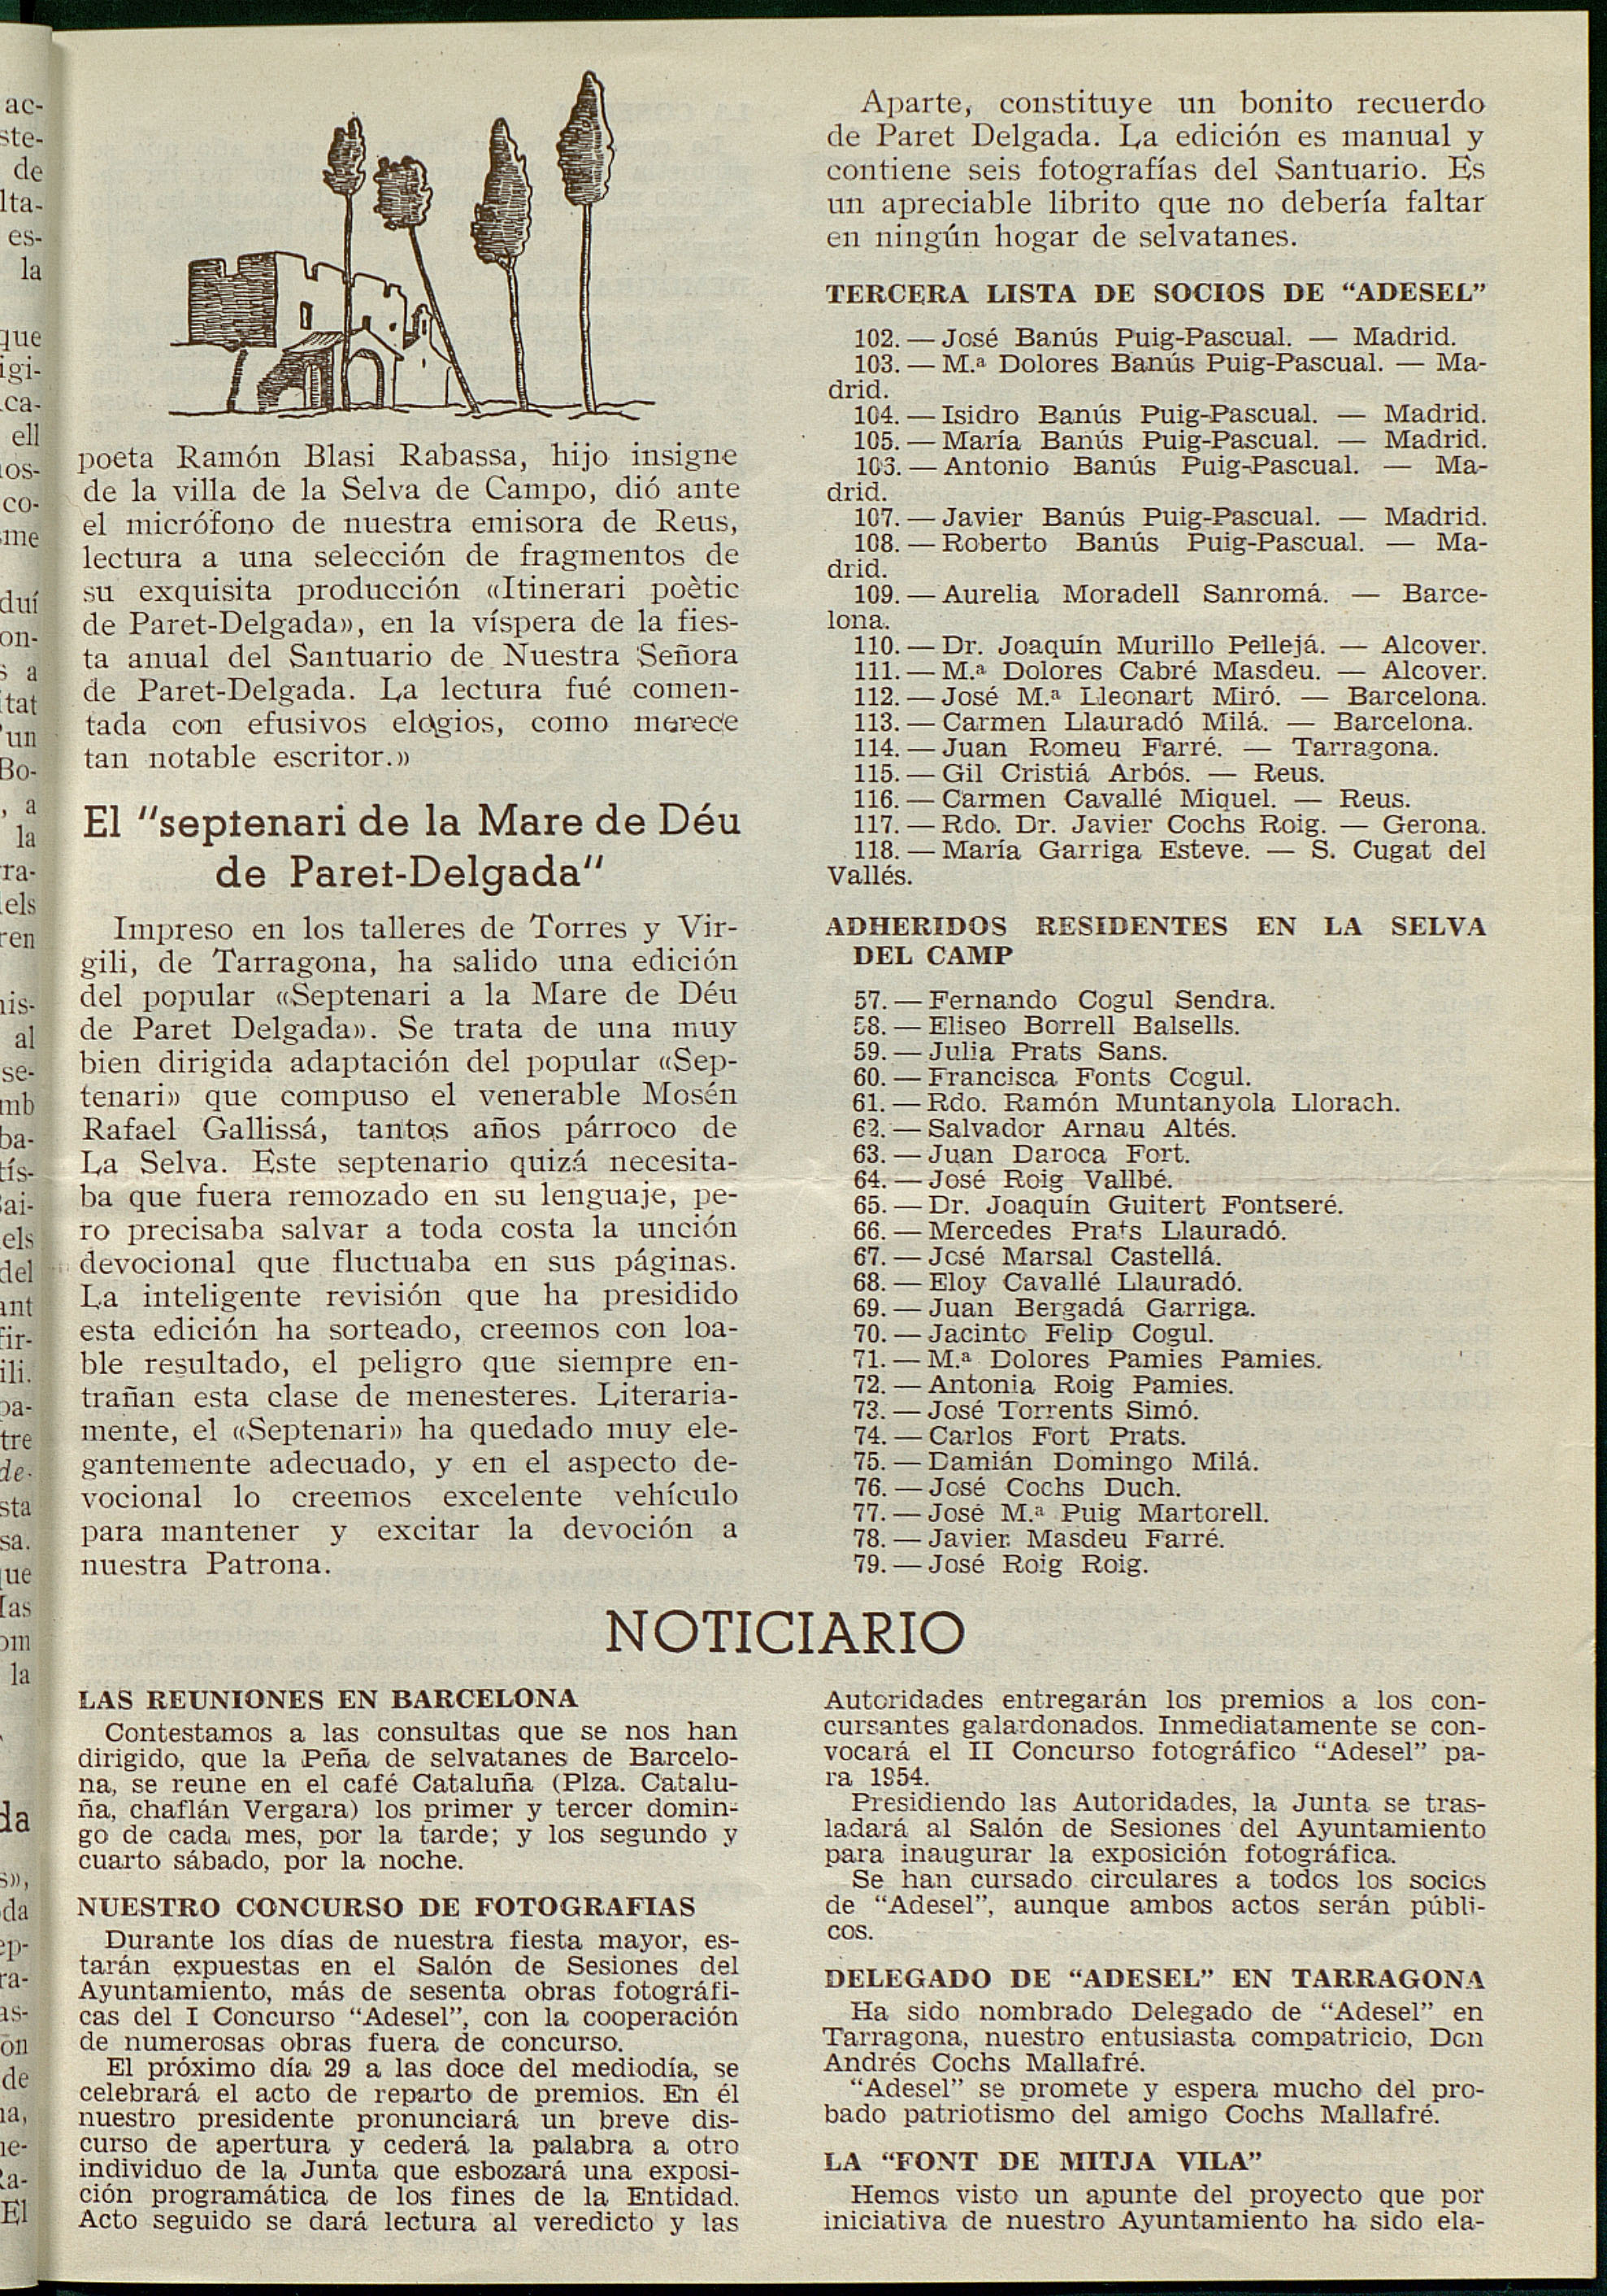 poeta Ramón Blasi Rabassa, hijo insigne
de la villa de la Selva de Campo, dió ante
el micrófono de nuestra emisora de Reus,
lectura a una selección de fragmentos de
su exquisita producción «Itinerari poètic
de Paret-Delgada», en la víspera de la fies-
ta anual del Santuario de Nuestra Señora
de Paret-Delgada. La lectura fué comen-
tada con efusivos elogios, como merece
tan notable escritor.»
El "septenari de la Mare de Déu
de Paret-Delgada"
Impreso en los talleres de Torres y Vir-
gili, de Tarragona, ha salido una edición
del popular «Septenari a la Mare de Déu
de Paret Delgada». Se trata de una muy
bien dirigida adaptación del popular «Sep-
tenari» que compuso el venerable Mosén
Rafael Gallissá, tantos años párroco de
La Selva. Este septenario quizá necesita-
ba que fuera remozado en su lenguaje, pe-
ro precisaba salvar a toda costa la unción
devocional que fluctuaba en sus páginas.
La inteligente revisión que ha presidido
esta edición ha sorteado, creemos con loa-
ble resultado, el peligro que siempre en-
trañan esta clase de menesteres. Literaria-
mente, el «Septenari» ha quedado muy ele-
gantemente adecuado, y en el aspecto de-
vocional lo creemos excelente vehículo
para mantener y excitar la devoción a
nuestra Patrona.
Aparte, constituye un bonito recuerdo
de Paret Delgada. La edición es manual y
contiene seis fotografías del Santuario. Es
un apreciable librito que no debería faltar
en ningún hogar de selvatanes.
TERCERA LISTA DE SOCIOS DE "ADESEL"
102. — José Banús Puig-Pascual. — Madrid.
103. — M.ª Dolores Banús Puig-Pascual. — Ma-
drid.
104. — Isidro Banús Puig-Pascual. — Madrid.
105. — María Banús Puig-Pascual. — Madrid.
106. — Antonio Banús Puig-Pascual. — Ma-
drid.
107. — Javier Banús Puig-Pascual. — Madrid.
108. — Roberto Banús Puig-Pascual. — Ma-
drid.
109. — Aurelia Moradell Sanromá. — Barce-
lona.
110. — Dr. Joaquín Murillo Pellejá. — Alcover.
111. — M.ª Dolores Cabré Masdeu. — Alcover.
112. — José M.ª Lleonart Miró. — Barcelona.
113. — Carmen Llauradó Milá. — Barcelona.
114. — Juan Romeu Farré. — Tarragona.
115. — Gil Cristiá Arbós. — Reus.
116. — Carmen Cavallé Miquel. — Reus.
117. — Rdo. Dr. Javier Cochs Roig. — Gerona.
118. — María Garriga Esteve. — S. Cugat del
Vallés.
ADHERIDOS RESIDENTES EN LA SELVA
DEL CAMP
57. — Fernando Cogul Sendra.
58. — Eliseo Borrell Balsells.
59. — Julia Prats Sans.
60. — Francisca Fonts Cogul.
61. — Rdo. Ramón Muntanyola Llorach.
62. — Salvador Arnau Altés.
63. — Juan Daroca Fort.
64. — José Roig Vallbé.
65. — Dr. Joaquín Guitert Fontseré.
66. — Mercedes Prats Llauradó.
67. — José Marsal Castellá.
68. — Eloy Cavallé Llauradó.
69. — Juan Bergadá Garriga.
70. — Jacinto Felip Cogul.
71. — M.ª Dolores Pamies Pamies.
72. — Antonia Roig Pamies.
73. — José Torrents Simó.
74. — Carlos Fort Prats.
75. — Damián Domingo Milá.
76. — José Cochs Duch.
77. — José M.ª Puig Martorell.
78. — Javier Masdeu Farré.
79. — José Roig Roig.
NOTICIARIO
LAS REUNIONES EN BARCELONA
Contestamos a las consultas que se nos han
dirigido, que la Peña de selvatanes de Barcelo-
na, se reune en el café Cataluña (Plza. Catalu-
ña, chaflán Vergara) los primer y tercer domin-
go de cada mes, por la tarde; y los segundo y
cuarto sábado, por la noche.
NUESTRO CONCURSO DE FOTOGRAFIAS
Durante los días de nuestra fiesta mayor, es-
tarán expuestas en el Salón de Sesiones del
Ayuntamiento, más de sesenta obras fotográfi-
cas del I Concurso "Adesel", con la cooperación
de numerosas obras fuera de concurso.
El próximo día 29 a las doce del mediodía, se
celebrará el acto de reparto de premios. En él
nuestro presidente pronunciará un breve dis-
curso de apertura y cederá la palabra a otro
individuo de la Junta que esbozará una exposi-
ción programática de los fines de la Entidad.
Acto seguido se dará lectura al veredicto y las
Autoridades entregarán los premios a los con-
cursantes galardonados. Inmediatamente se con-
vocará el II Concurso fotográfico "Adesel" pa-
ra 1954.
Presidiendo las Autoridades, la Junta se tras-
ladará al Salón de Sesiones del Ayuntamiento
para inaugurar la exposición fotográfica.
Se han cursado circulares a todos los socios
de "Adesel", aunque ambos actos serán públi-
cos.
DELEGADO DE "ADESEL" EN TARRAGONA
Ha sido nombrado Delegado de "Adesel" en
Tarragona, nuestro entusiasta compatricio, Don
Andrés Cochs Mallafré.
"Adesel" se promete y espera mucho del pro-
bado patriotismo del amigo Cochs Mallafré.
LA "FONT DE MITJA VILA"
Hemos visto un apunte del proyecto que por
iniciativa de nuestro Ayuntamiento ha sido ela-